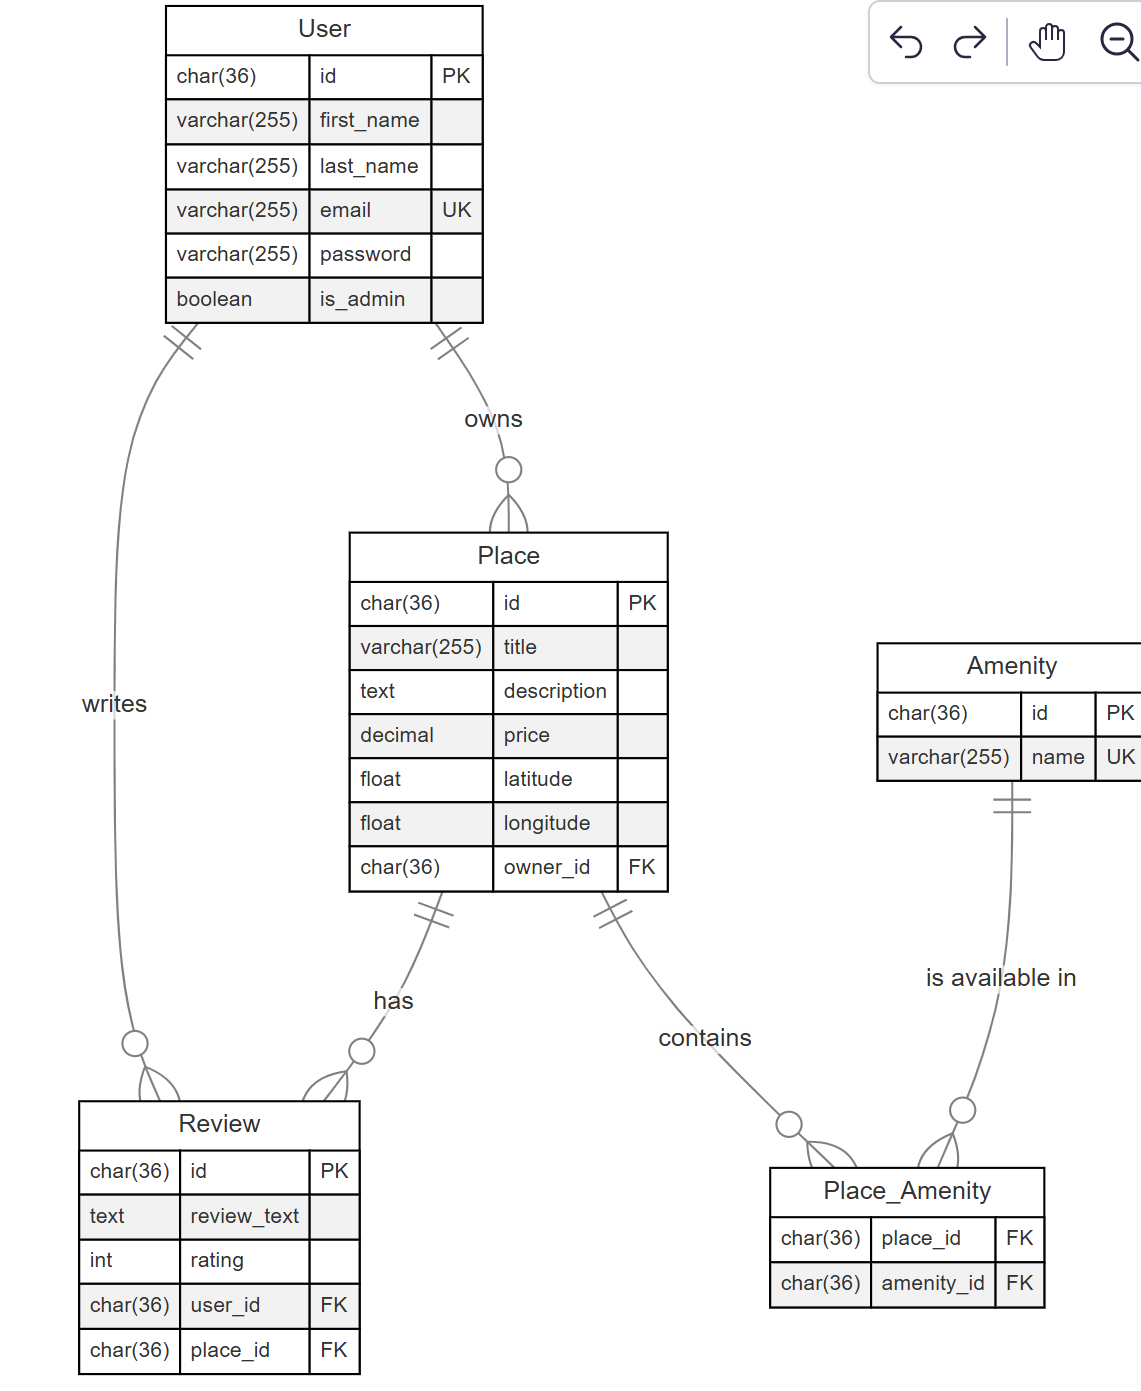 User
char(36) id PK
varchar(255) first_name
varchar(255) last_name
varchar(255) email UK
varchar(255) password
boolean is_admin
owns
writes
Place
char(36) id PK
varchar(255) title
text description
decimal price
float latitude
float longitude
char(36) owner_id FK
Amenity
char(36) id PK
varchar(255) name UK
has
contains
is available in
Review
char(36) id PK
text review_text
int rating
char(36) user_id FK
char(36) place_id FK
Place_Amenity
char(36) place_id FK
char(36) amenity_id FK